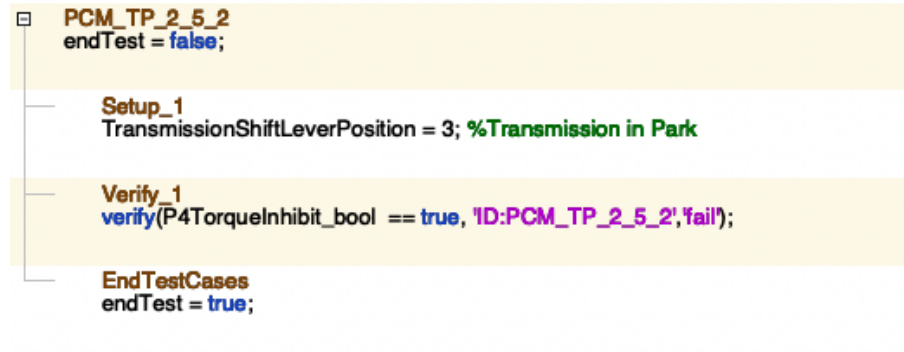 PCM_TP_2_5_2
endTest = false;
Setup_1
TransmissionShiftLeverPosition = 3; %Transmission in Park
Verify_1
verify(P4TorqueInhibit_bool == true, 'ID:PCM_TP_2_5_2','fail');
EndTestCases
endTest = true;